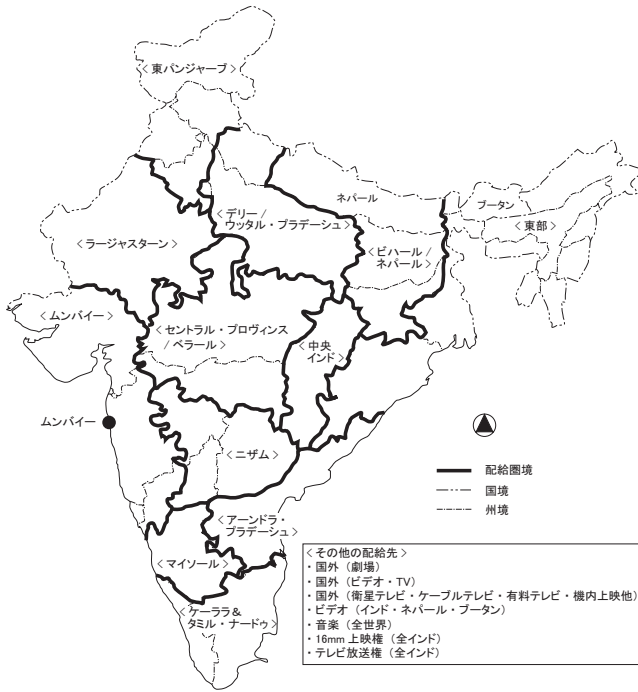 <東パンジャーブ>
ネパール
ブータン
<デリー/
ウッタル・プラデーシュ>
<東部>
<ラージャスターン>
<ビハール/
ネパール>
<ムンバイー>
<セントラル・プロヴィンス
/ベラール>
<中央
インド>
ムンバイー
<ニザム>
配給圏境
国境
州境
<アーンドラ・
プラデーシュ>
<マイソール>
<ケーララ&
タミル・ナードゥ>
<その他の配給先>
・国外(劇場)
・国外(ビデオ・TV)
・国外(衛星テレビ・ケーブルテレビ・有料テレビ・機内上映他)
・ビデオ(インド・ネパール・ブータン)
・音楽(全世界)
・16mm 上映権(全インド)
・テレビ放送権(全インド)